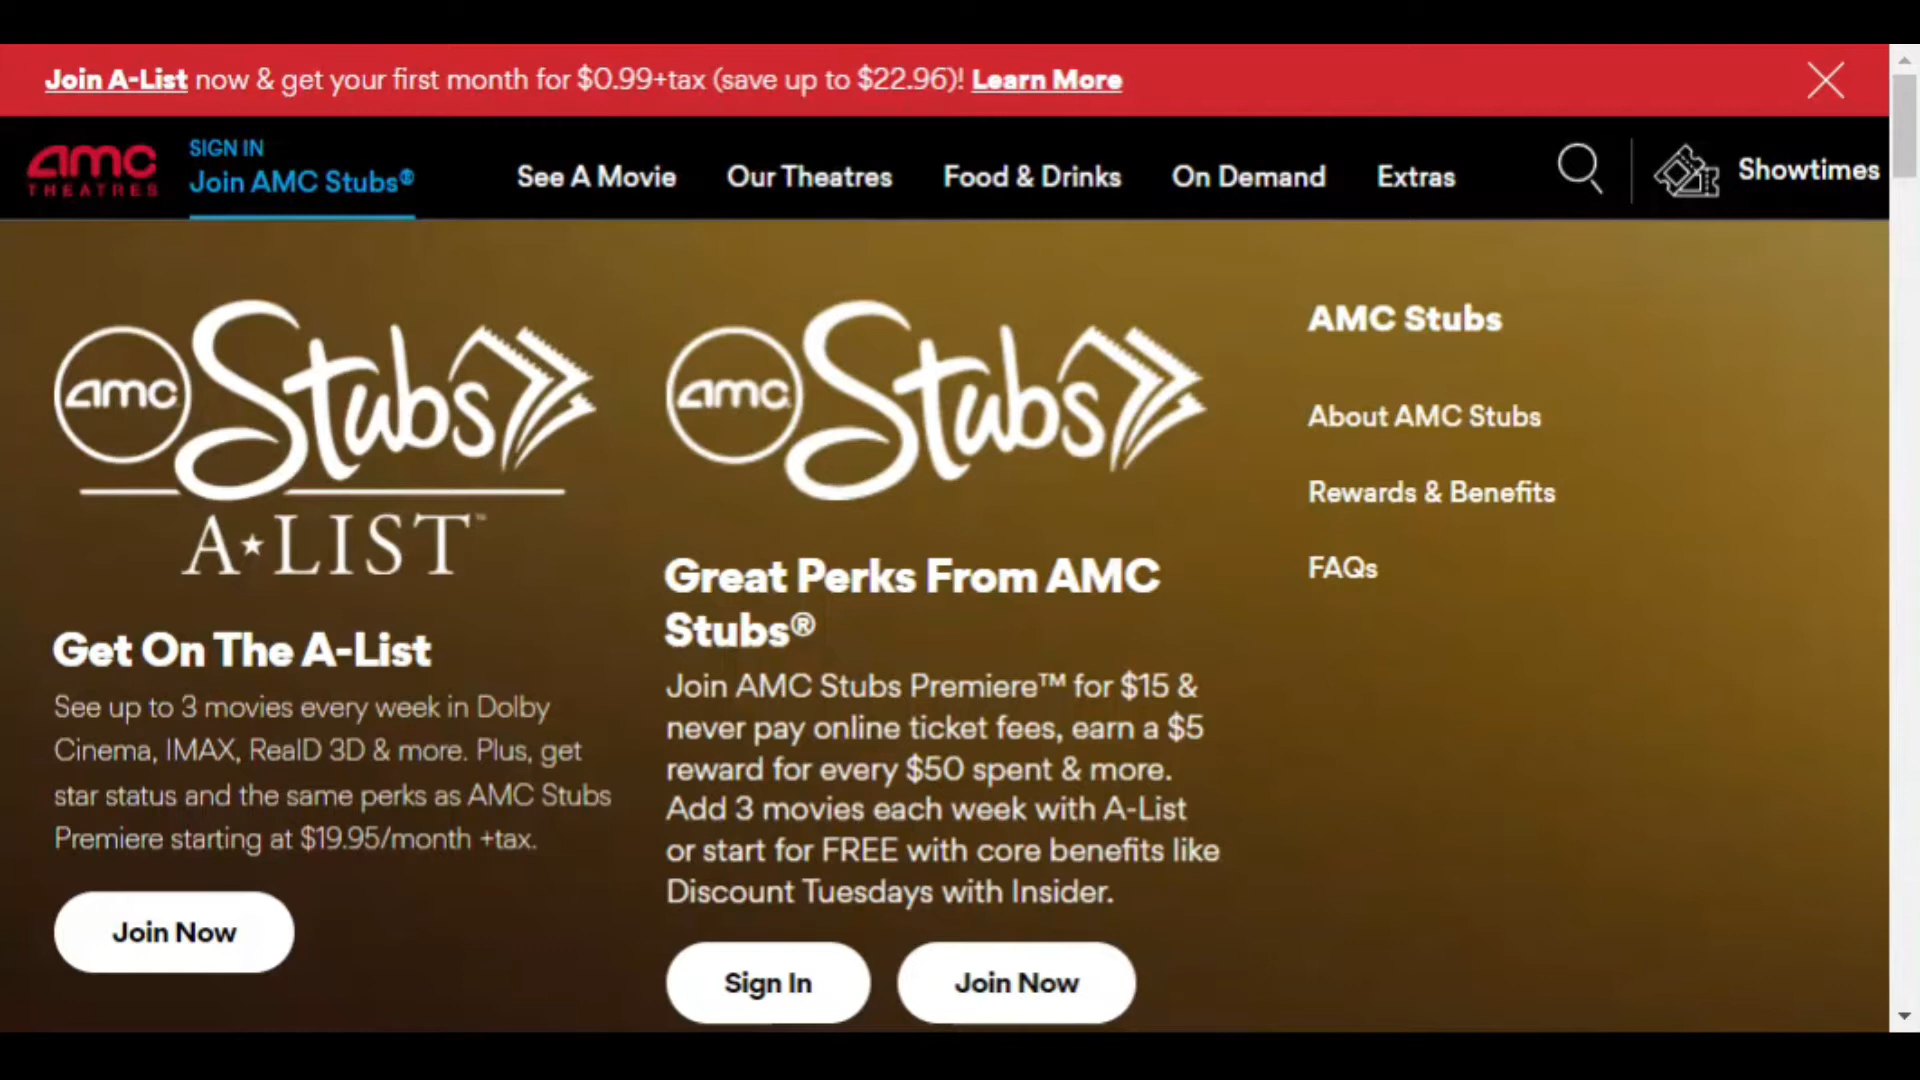 Join A-List now & get your first month for $0.99+tax (save up to $22.96)! Learn More
amc
THEATRES
SIGN IN
Join AMC Stubs®
See A Movie
Our Theatres
Food & Drinks
On Demand
Extras
Showtimes
amc Stubs
A★LIST™
Get On The A-List
See up to 3 movies every week in Dolby
Cinema, IMAX, RealD 3D & more. Plus, get
star status and the same perks as AMC Stubs
Premiere starting at $19.95/month +tax.
Join Now
amc Stubs
Great Perks From AMC
Stubs®
Join AMC Stubs Premiere™ for $15 &
never pay online ticket fees, earn a $5
reward for every $50 spent & more.
Add 3 movies each week with A-List
or start for FREE with core benefits like
Discount Tuesdays with Insider.
Sign In
Join Now
AMC Stubs
About AMC Stubs
Rewards & Benefits
FAQs